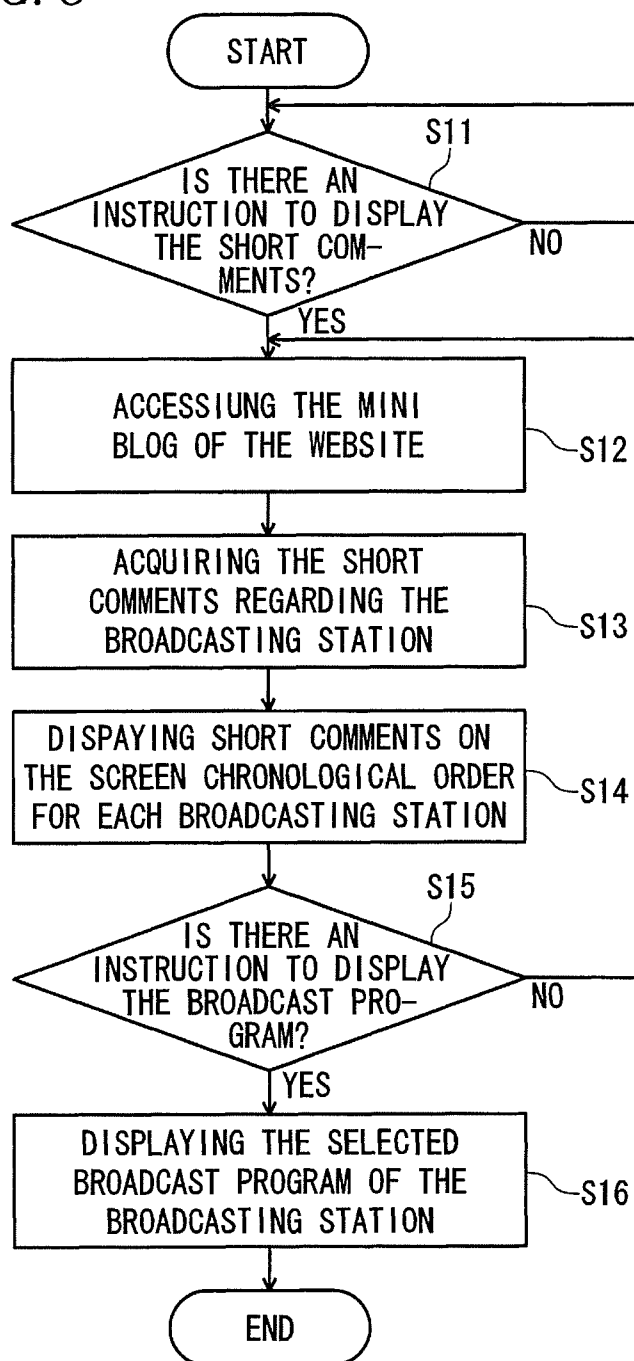 START
S11
IS THERE AN
INSTRUCTION TO DISPLAY
THE SHORT COM-
MENTS?
NO
YES
ACCESSIUNG THE MINI
BLOG OF THE WEBSITE
S12
ACQUIRING THE SHORT
COMMENTS REGARDING THE
BROADCASTING STATION
S13
DISPAYING SHORT COMMENTS ON
THE SCREEN CHRONOLOGICAL ORDER
FOR EACH BROADCASTING STATION
S14
S15
IS THERE AN
INSTRUCTION TO DISPLAY
THE BROADCAST PRO-
GRAM?
NO
YES
DISPLAYING THE SELECTED
BROADCAST PROGRAM OF THE
BROADCASTING STATION
S16
END